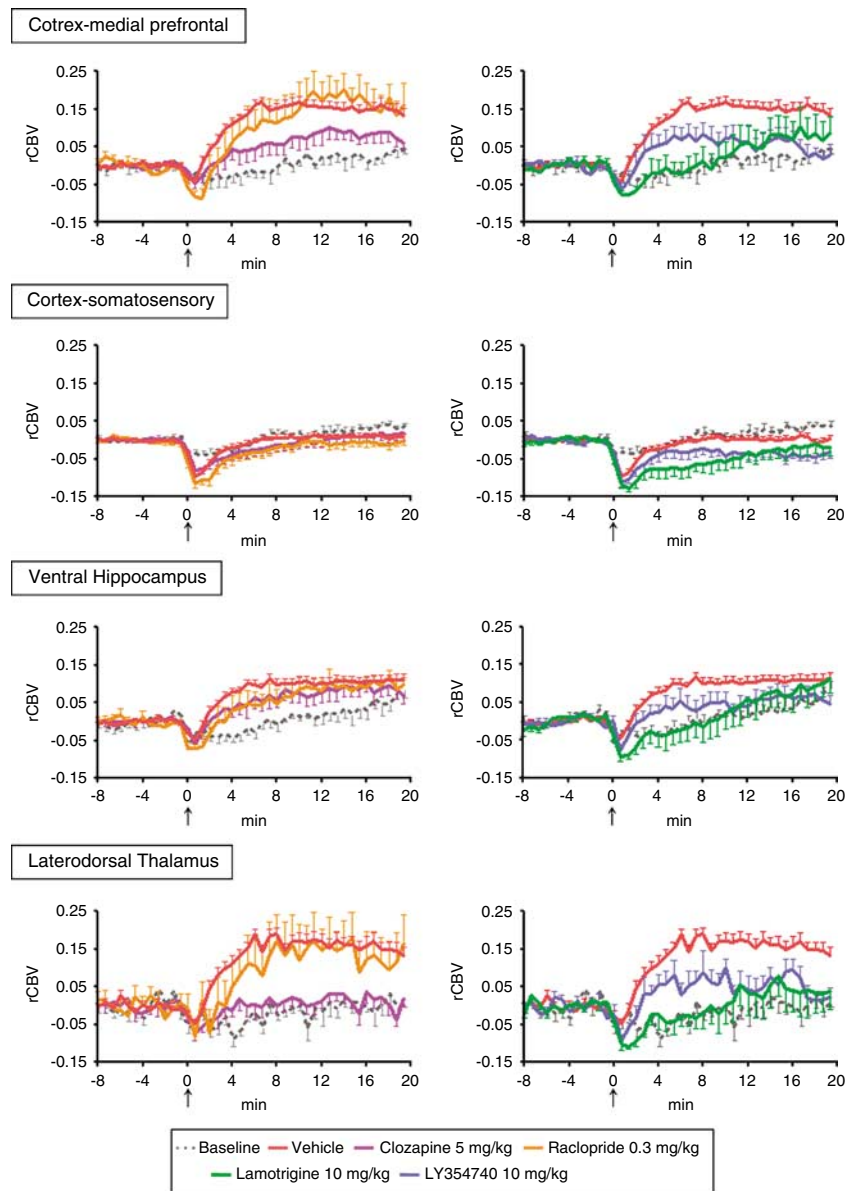 Cotrex-medial prefrontal
0.25
0.15
0.05
-0.05
-0.15
rCBV
-8 -4 0 4 8 12 16 20
min
0.25
0.15
0.05
-0.05
-0.15
rCBV
-8 -4 0 4 8 12 16 20
min
Cortex-somatosensory
0.25
0.15
0.05
-0.05
-0.15
rCBV
-8 -4 0 4 8 12 16 20
min
0.25
0.15
0.05
-0.05
-0.15
rCBV
-8 -4 0 4 8 12 16 20
min
Ventral Hippocampus
0.25
0.15
0.05
-0.05
-0.15
rCBV
-8 -4 0 4 8 12 16 20
min
0.25
0.15
0.05
-0.05
-0.15
rCBV
-8 -4 0 4 8 12 16 20
min
Laterodorsal Thalamus
0.25
0.15
0.05
-0.05
-0.15
rCBV
-8 -4 0 4 8 12 16 20
min
0.25
0.15
0.05
-0.05
-0.15
rCBV
-8 -4 0 4 8 12 16 20
min
Baseline Vehicle Clozapine 5 mg/kg Raclopride 0.3 mg/kg
Lamotrigine 10 mg/kg LY354740 10 mg/kg